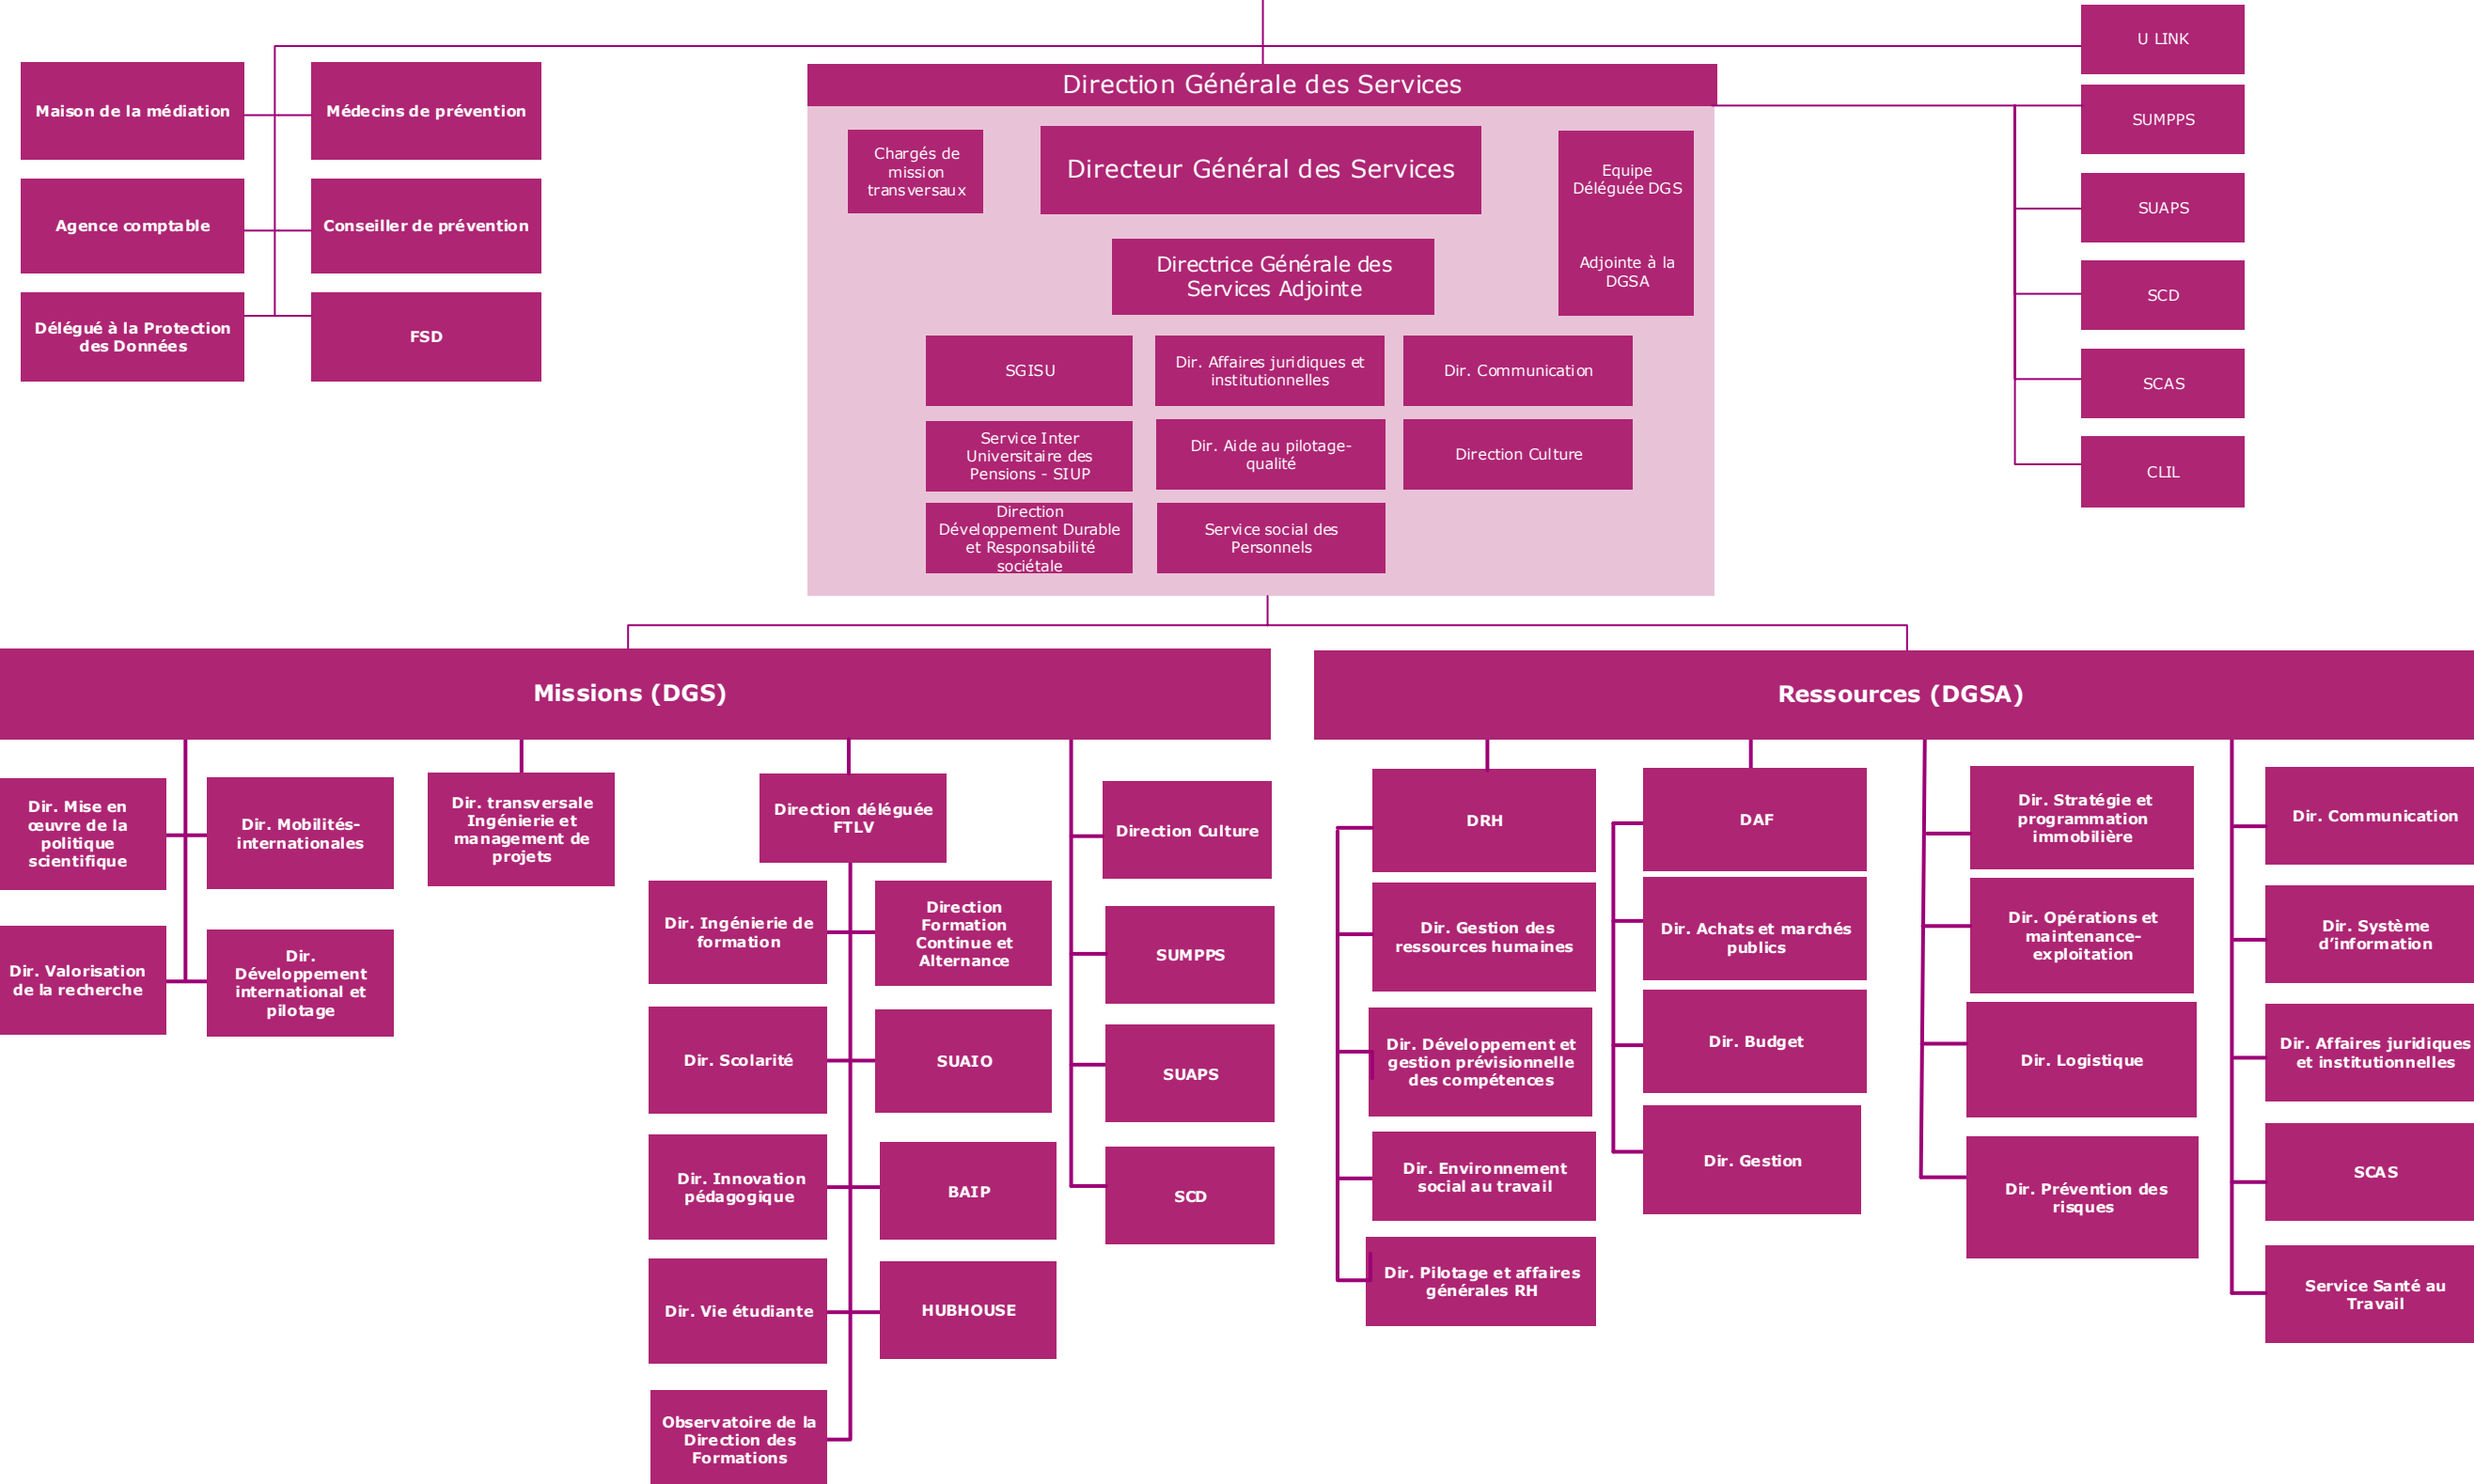 U LINK
Direction Générale des Services
Maison de la médiation
Médecins de prévention
SUMPPS
Chargés de
mission
transversaux
Directeur Général des Services
Equipe
Déléguée DGS
Adjointe à la
DGSA
Agence comptable
Conseiller de prévention
SUAPS
Directrice Générale des
Services Adjointe
SCD
Délégué à la Protection
des Données
FSD
SGISU
Dir. Affaires juridiques et
institutionnelles
Dir. Communication
SCAS
Service Inter
Universitaire des
Pensions - SIUP
Dir. Aide au pilotage-
qualité
Direction Culture
CLIL
Direction
Développement Durable
et Responsabilité
sociétale
Service social des
Personnels
Missions (DGS)
Dir. Mise en
œuvre de la
politique
scientifique
Dir. Mobilités-
internationales
Dir. Valorisation
de la recherche
Dir.
Développement
international et
pilotage
Dir. transversale
Ingénierie et
management de
projets
Direction déléguée
FTLV
Dir. Ingénierie de
formation
Direction
Formation
Continue et
Alternance
Dir. Scolarité
SUAIO
Dir. Innovation
pédagogique
BAIP
Dir. Vie étudiante
HUBHOUSE
Observatoire de la
Direction des
Formations
Direction Culture
SUMPPS
SUAPS
SCD
Ressources (DGSA)
DRH
Dir. Gestion des
ressources humaines
Dir. Développement et
gestion prévisionnelle
des compétences
Dir. Environnement
social au travail
Dir. Pilotage et affaires
générales RH
DAF
Dir. Achats et marchés
publics
Dir. Budget
Dir. Gestion
Dir. Stratégie et
programmation
immobilière
Dir. Opérations et
maintenance-
exploitation
Dir. Logistique
Dir. Prévention des
risques
Dir. Communication
Dir. Système
d’information
Dir. Affaires juridiques
et institutionnelles
SCAS
Service Santé au
Travail